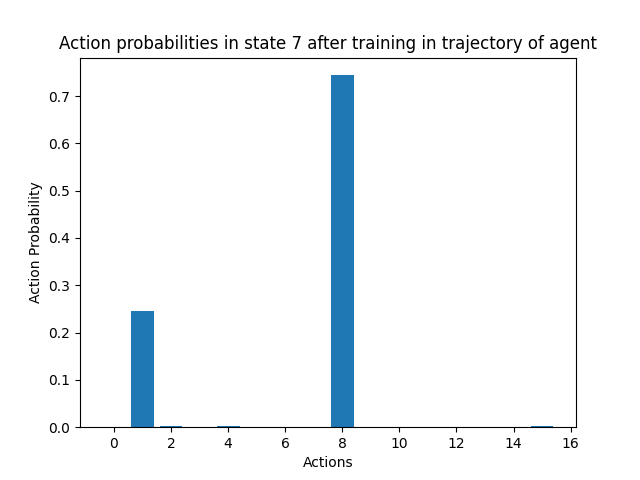 Action probabilities in state 7 after training in trajectory of agent
0.7
0.6
0.5
0.4
0.3
0.2
0.1
0.0
Action Probability
0 2 4 6 8 10 12 14 16
Actions